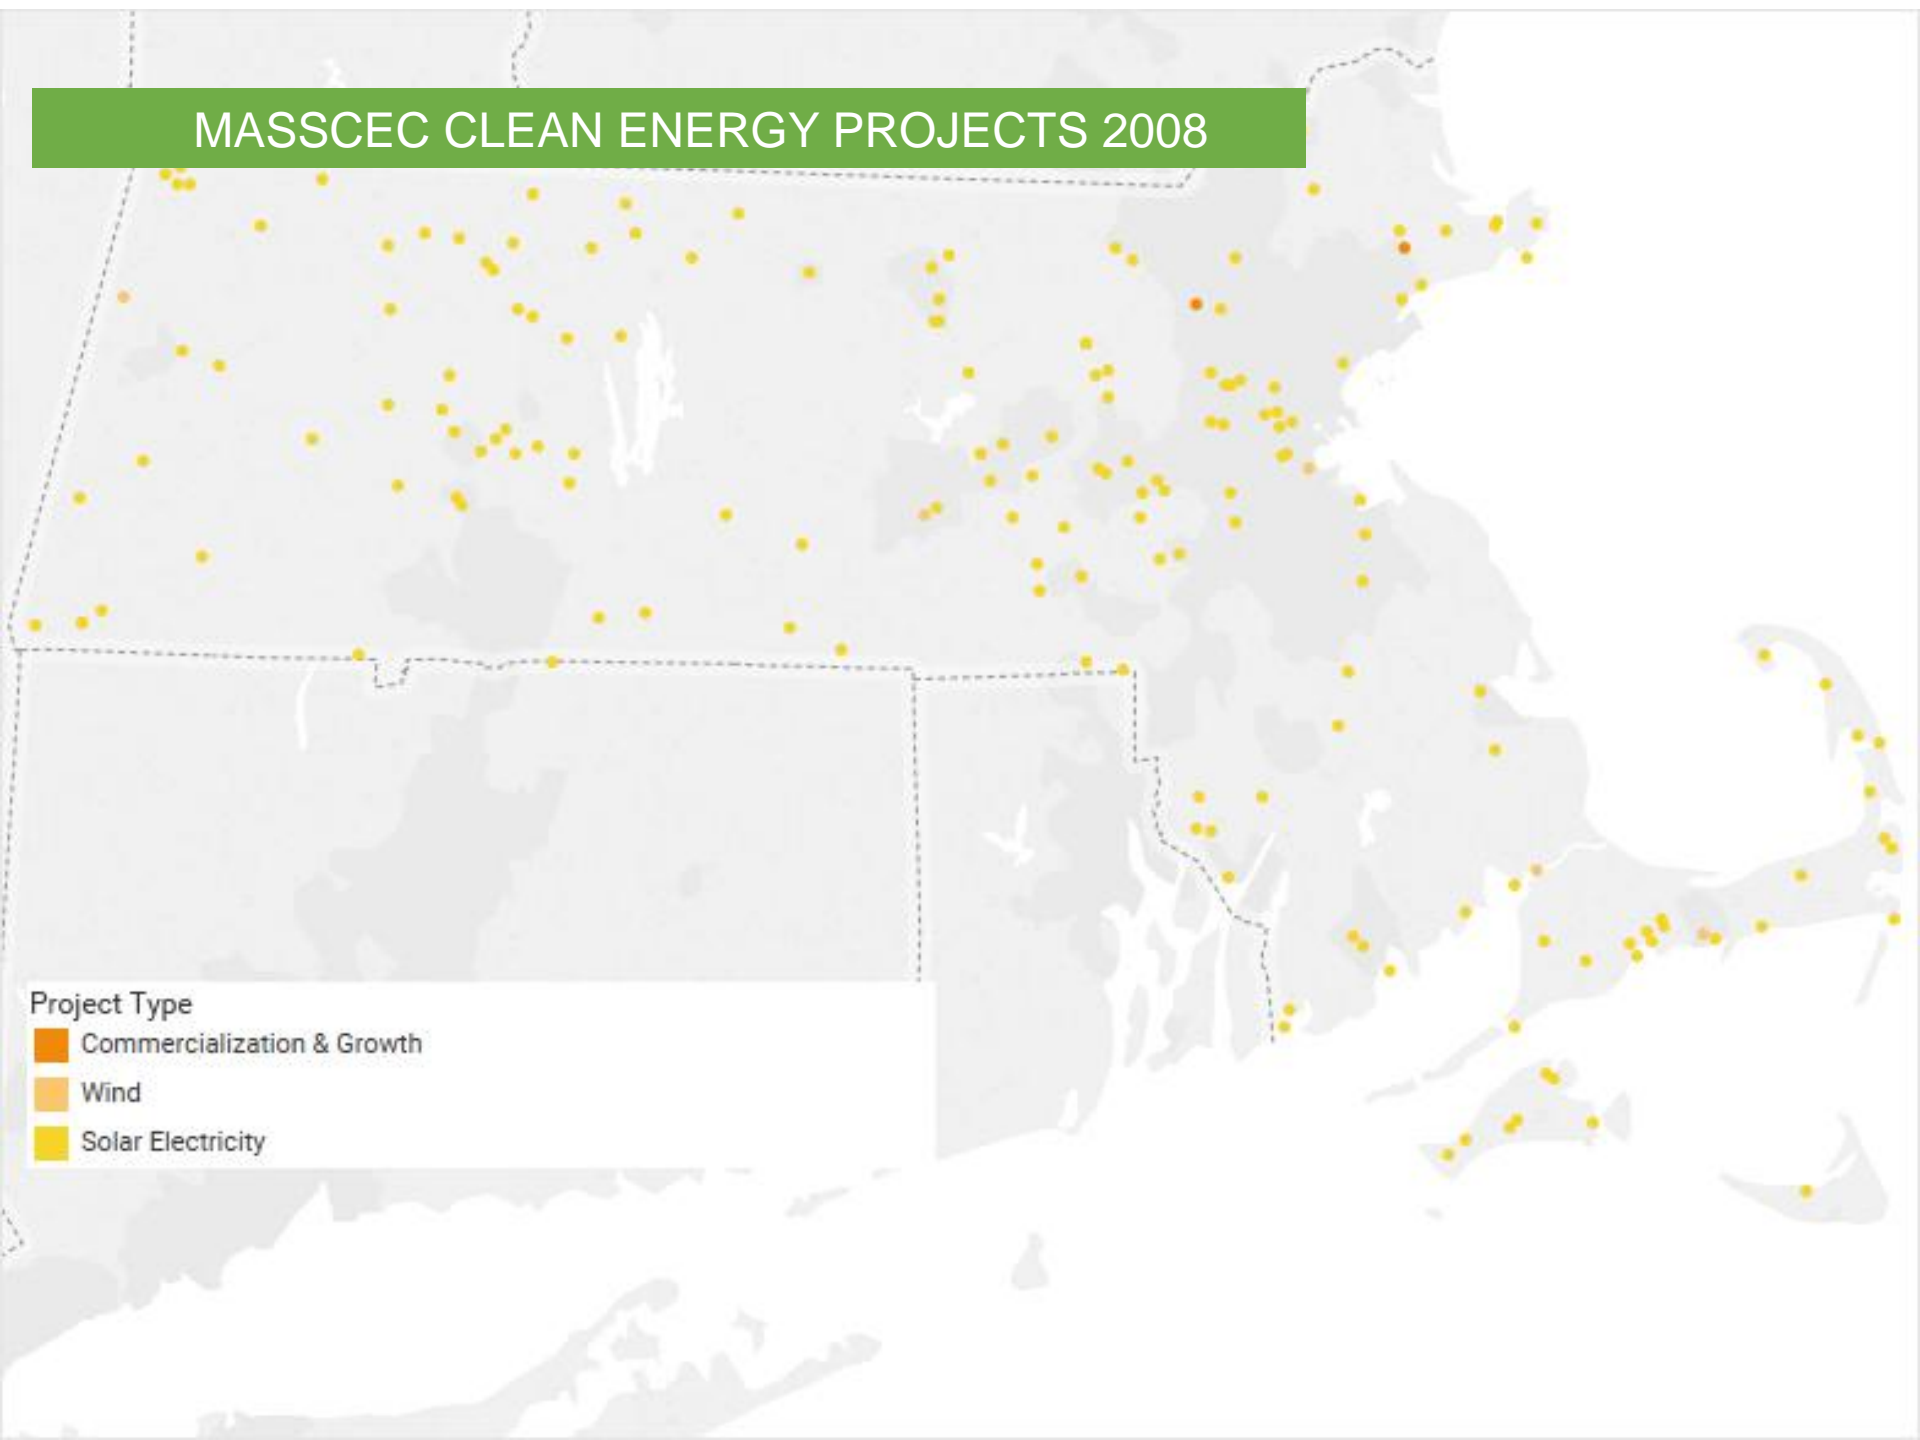 MASSCEC CLEAN ENERGY PROJECTS 2008
Project Type
Commercialization & Growth
Wind
Solar Electricity